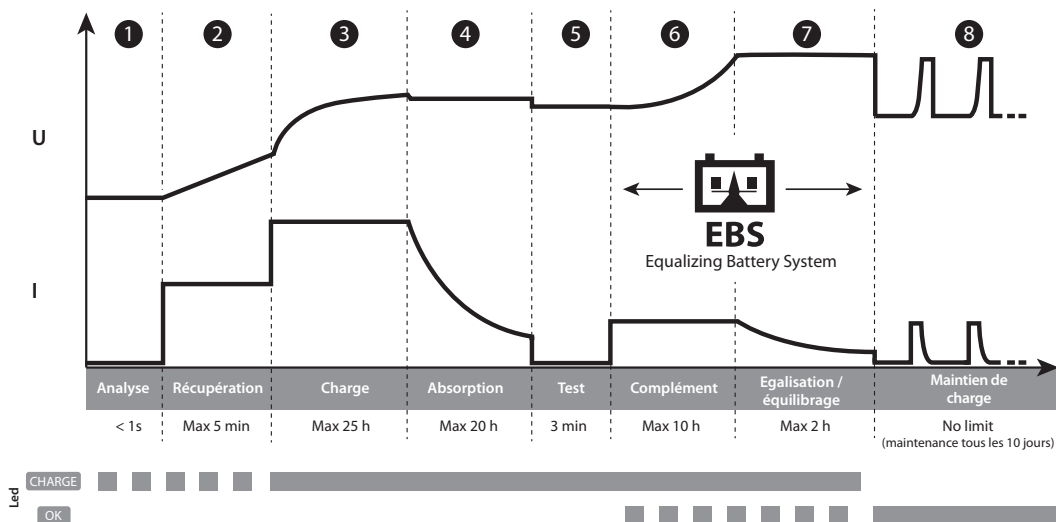 1 2 3 4 5 6 7 8
U
EBS
Equalizing Battery System
I
Analyse Récupération Charge Absorption Test Complément Egalisation / équilibrage Maintien de charge
< 1s Max 5 min Max 25 h Max 20 h 3 min Max 10 h Max 2 h No limit
(maintenance tous les 10 jours)
Led
CHARGE
OK